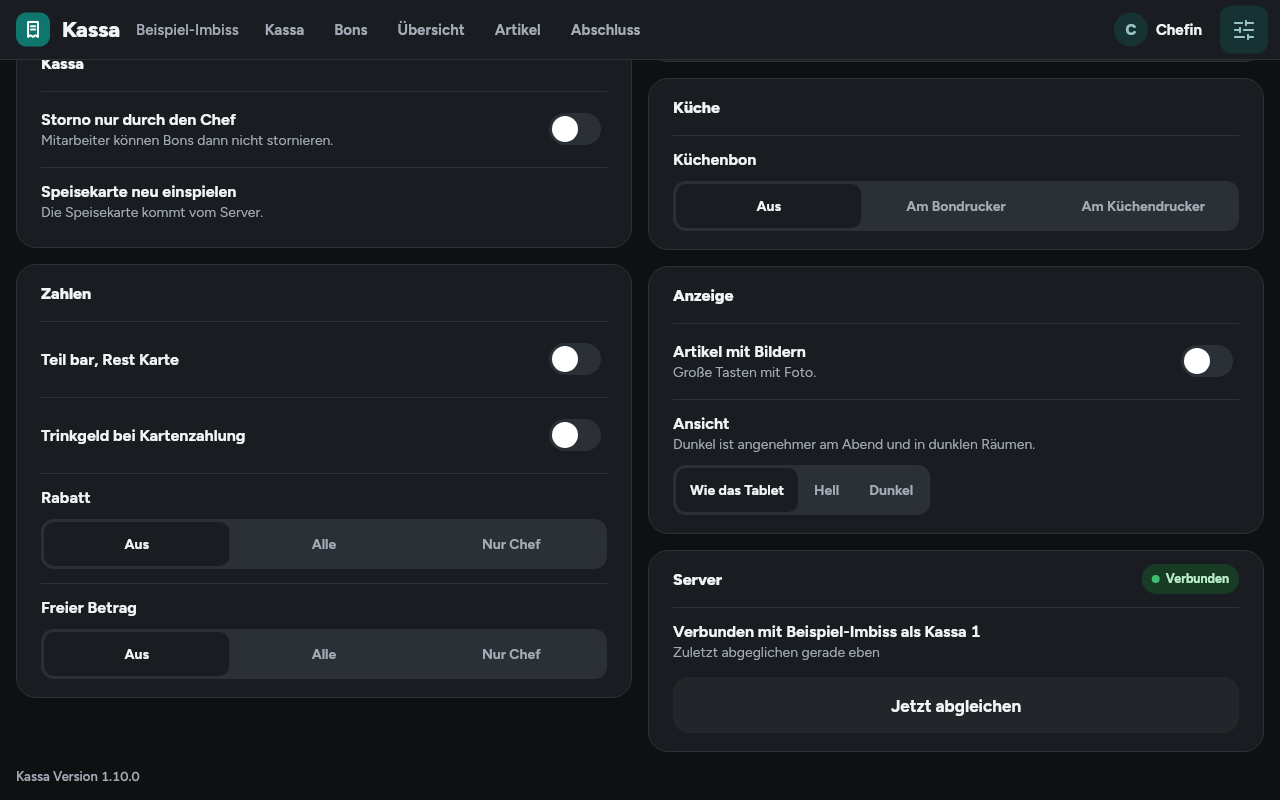 Kassa
Beispiel-Imbiss
Kassa
Bons
Übersicht
Artikel
Abschluss
C
Chefin
Kassa
Storno nur durch den Chef
Mitarbeiter können Bons dann nicht stornieren.
Speisekarte neu einspielen
Die Speisekarte kommt vom Server.
Zahlen
Teil bar, Rest Karte
Trinkgeld bei Kartenzahlung
Rabatt
Aus
Alle
Nur Chef
Freier Betrag
Aus
Alle
Nur Chef
Küche
Küchenbon
Aus
Am Bondrucker
Am Küchendrucker
Anzeige
Artikel mit Bildern
Große Tasten mit Foto.
Ansicht
Dunkel ist angenehmer am Abend und in dunklen Räumen.
Wie das Tablet
Hell
Dunkel
Server
Verbunden
Verbunden mit Beispiel-Imbiss als Kassa 1
Zuletzt abgeglichen gerade eben
Jetzt abgleichen
Kassa Version 1.10.0